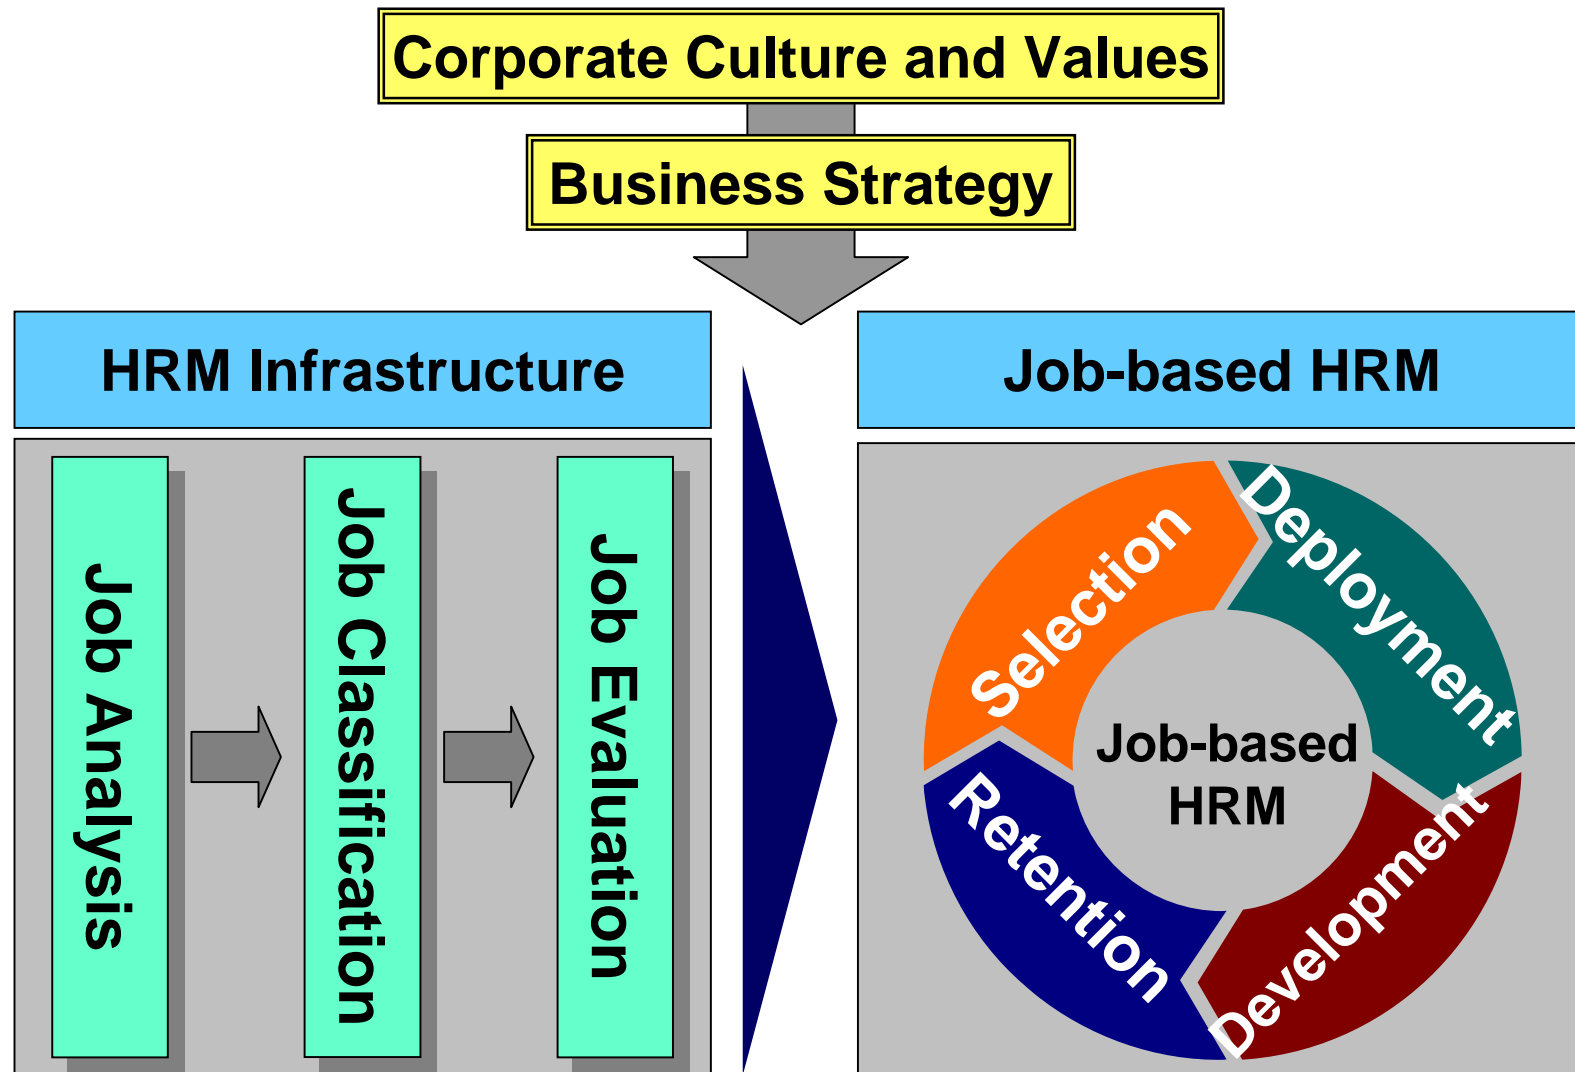 Corporate Culture and Values
Business Strategy
HRM Infrastructure
Job Analysis
Job Classification
Job Evaluation
Job-based HRM
Selection
Deployment
Development
Retention
Job-based
HRM